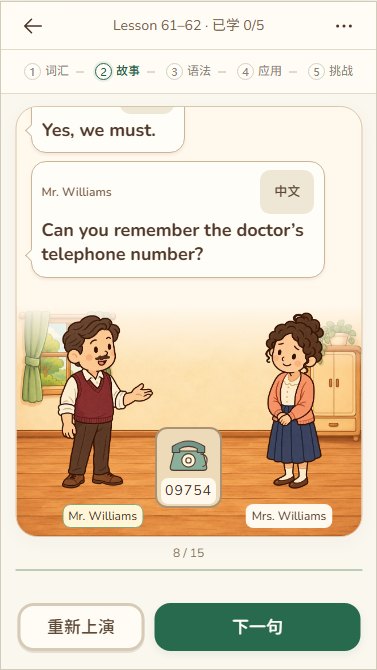 Lesson 61–62 · 已学 0/5
1 词汇 – 2 故事 – 3 语法 – 4 应用 – 5 挑战
Yes, we must.
Mr. Williams
中文
Can you remember the doctor's
telephone number?
09754
Mr. Williams
Mrs. Williams
8 / 15
重新上演
下一句